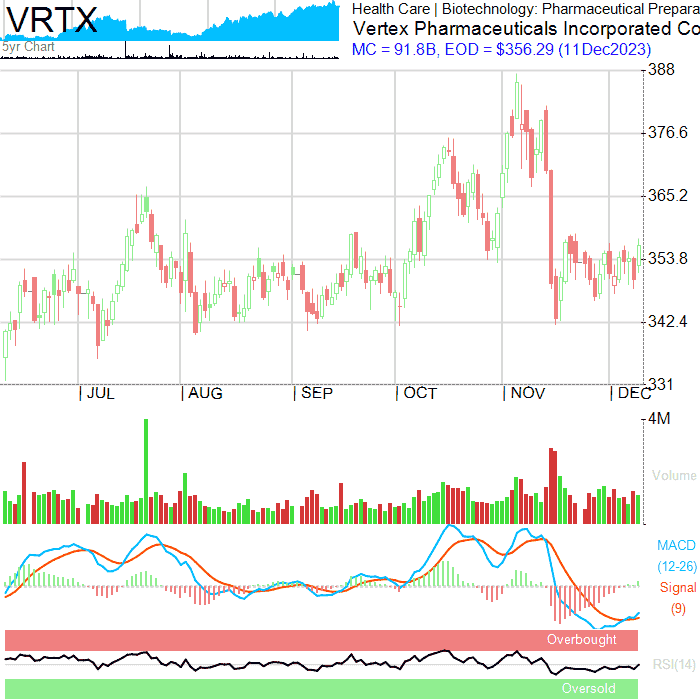 VRTX
5yr Chart
Health Care | Biotechnology: Pharmaceutical Prepara
Vertex Pharmaceuticals Incorporated Co
MC = 91.8B, EOD = $356.29 (11Dec2023)
388
376.6
365.2
353.8
342.4
331
| JUL | AUG | SEP | OCT | NOV | DEC
4M
Volume
MACD
(12-26)
Signal
(9)
Overbought
RSI(14)
Oversold